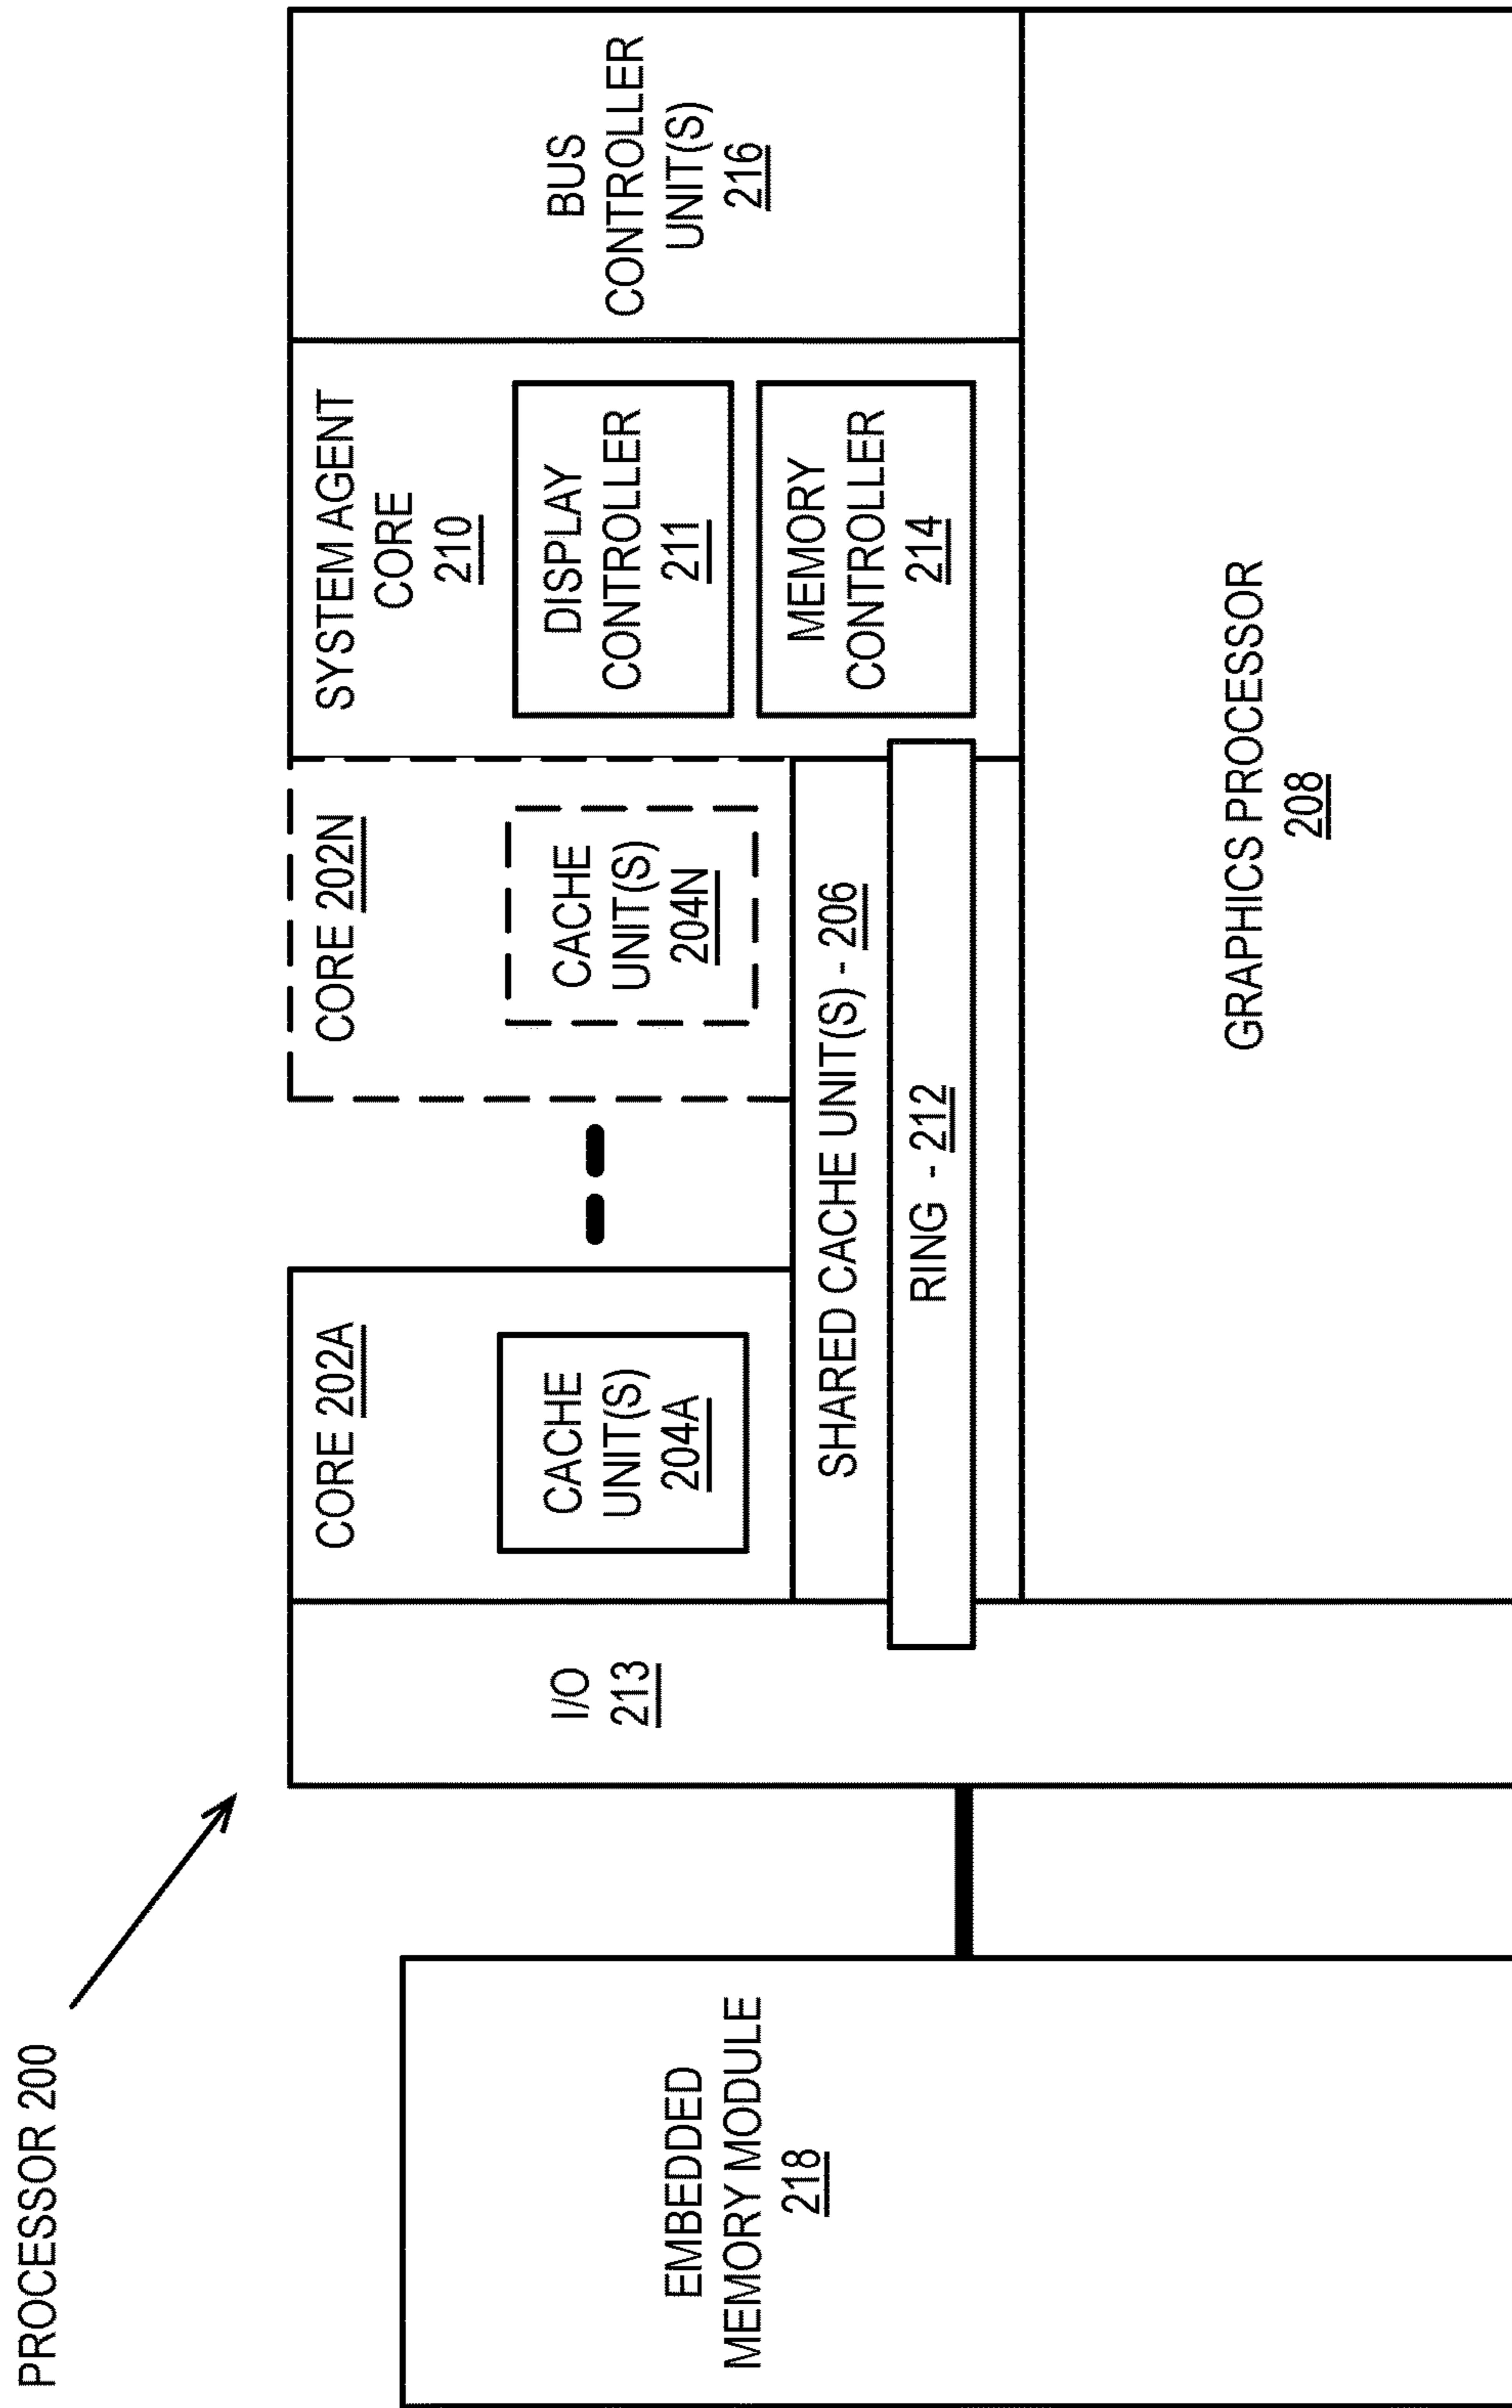 PROCESSOR 200
EMBEDDED
MEMORY MODULE
218
I/O
213
CORE 202A
CACHE
UNIT(S)
204A
CORE 202N
CACHE
UNIT(S)
204N
SHARED CACHE UNIT(S) - 206
RING - 212
SYSTEM AGENT
CORE
210
DISPLAY
CONTROLLER
211
MEMORY
CONTROLLER
214
BUS
CONTROLLER
UNIT(S)
216
GRAPHICS PROCESSOR
208